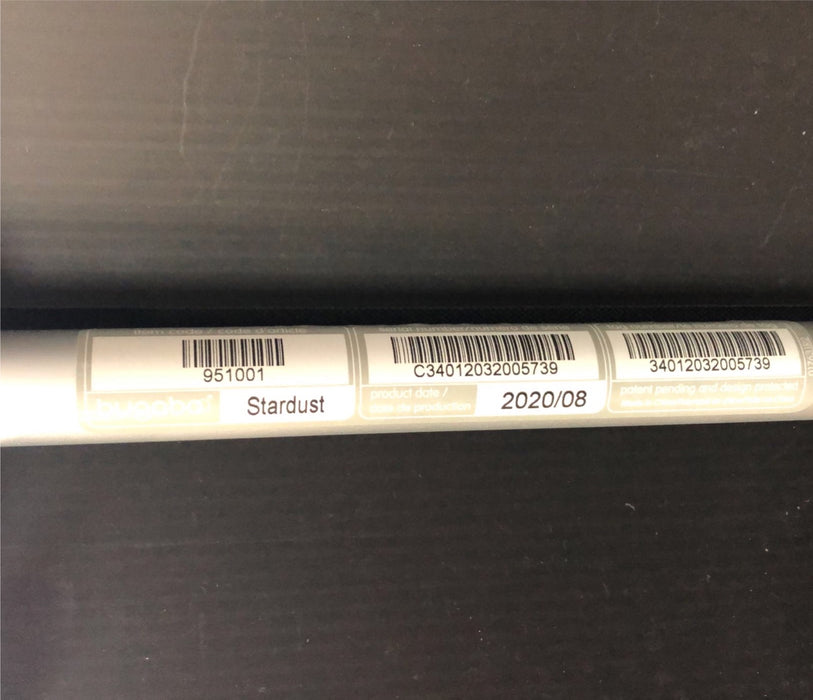 item code / code d'article
951001
bugaboo
Stardust
serial number/numéro de série
C34012032005739
product date /
date de production
2020/08
34012032005739
patent pending and design protected